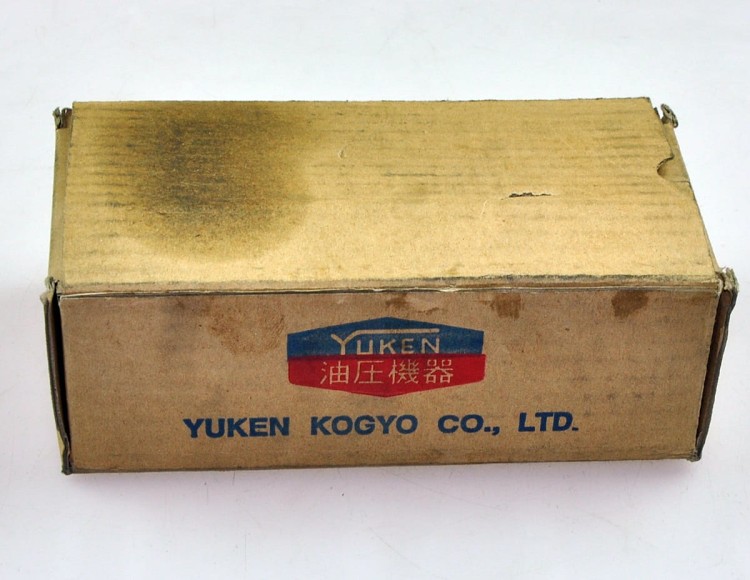 YUKEN
油圧機器
YUKEN KOGYO CO., LTD.